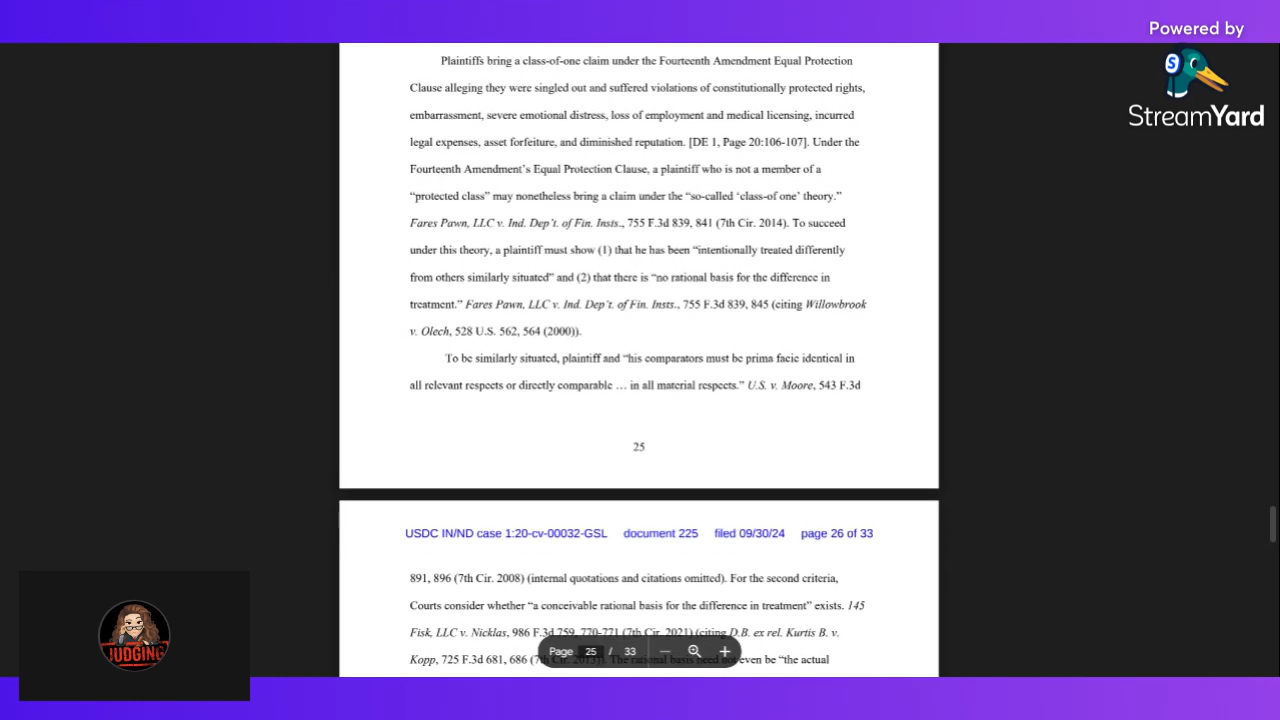 Powered by
StreamYard
Plaintiffs bring a class-of-one claim under the Fourteenth Amendment Equal Protection
Clause alleging they were singled out and suffered violations of constitutionally protected rights,
embarrassment, severe emotional distress, loss of employment and medical licensing, incurred
legal expenses, asset forfeiture, and diminished reputation. [DE 1, Page 20:106-107]. Under the
Fourteenth Amendment's Equal Protection Clause, a plaintiff who is not a member of a
“protected class” may nonetheless bring a claim under the “so-called ‘class-of one’ theory.”
Fares Pawn, LLC v. Ind. Dep't. of Fin. Insts., 755 F.3d 839, 841 (7th Cir. 2014). To succeed
under this theory, a plaintiff must show (1) that he has been “intentionally treated differently
from others similarly situated” and (2) that there is “no rational basis for the difference in
treatment.” Fares Pawn, LLC v. Ind. Dep't. of Fin. Insts., 755 F.3d 839, 845 (citing Willowbrook
v. Olech, 528 U.S. 562, 564 (2000)).
To be similarly situated, plaintiff and “his comparators must be prima facie identical in
all relevant respects or directly comparable … in all material respects.” U.S. v. Moore, 543 F.3d
25
USDC IN/ND case 1:20-cv-00032-GSL document 225 filed 09/30/24 page 26 of 33
891, 896 (7th Cir. 2008) (internal quotations and citations omitted). For the second criteria,
Courts consider whether “a conceivable rational basis for the difference in treatment” exists. 145
Fisk, LLC v. Nicklas, 986 F.3d 759, 770-771 (7th Cir. 2021) (citing D.B. ex rel. Kurtis B. v.
Kopp, 725 F.3d 681, 686 (7th Cir. 2013)). The rational basis need not even be “the actual
Page 25 / 33
JUDGING